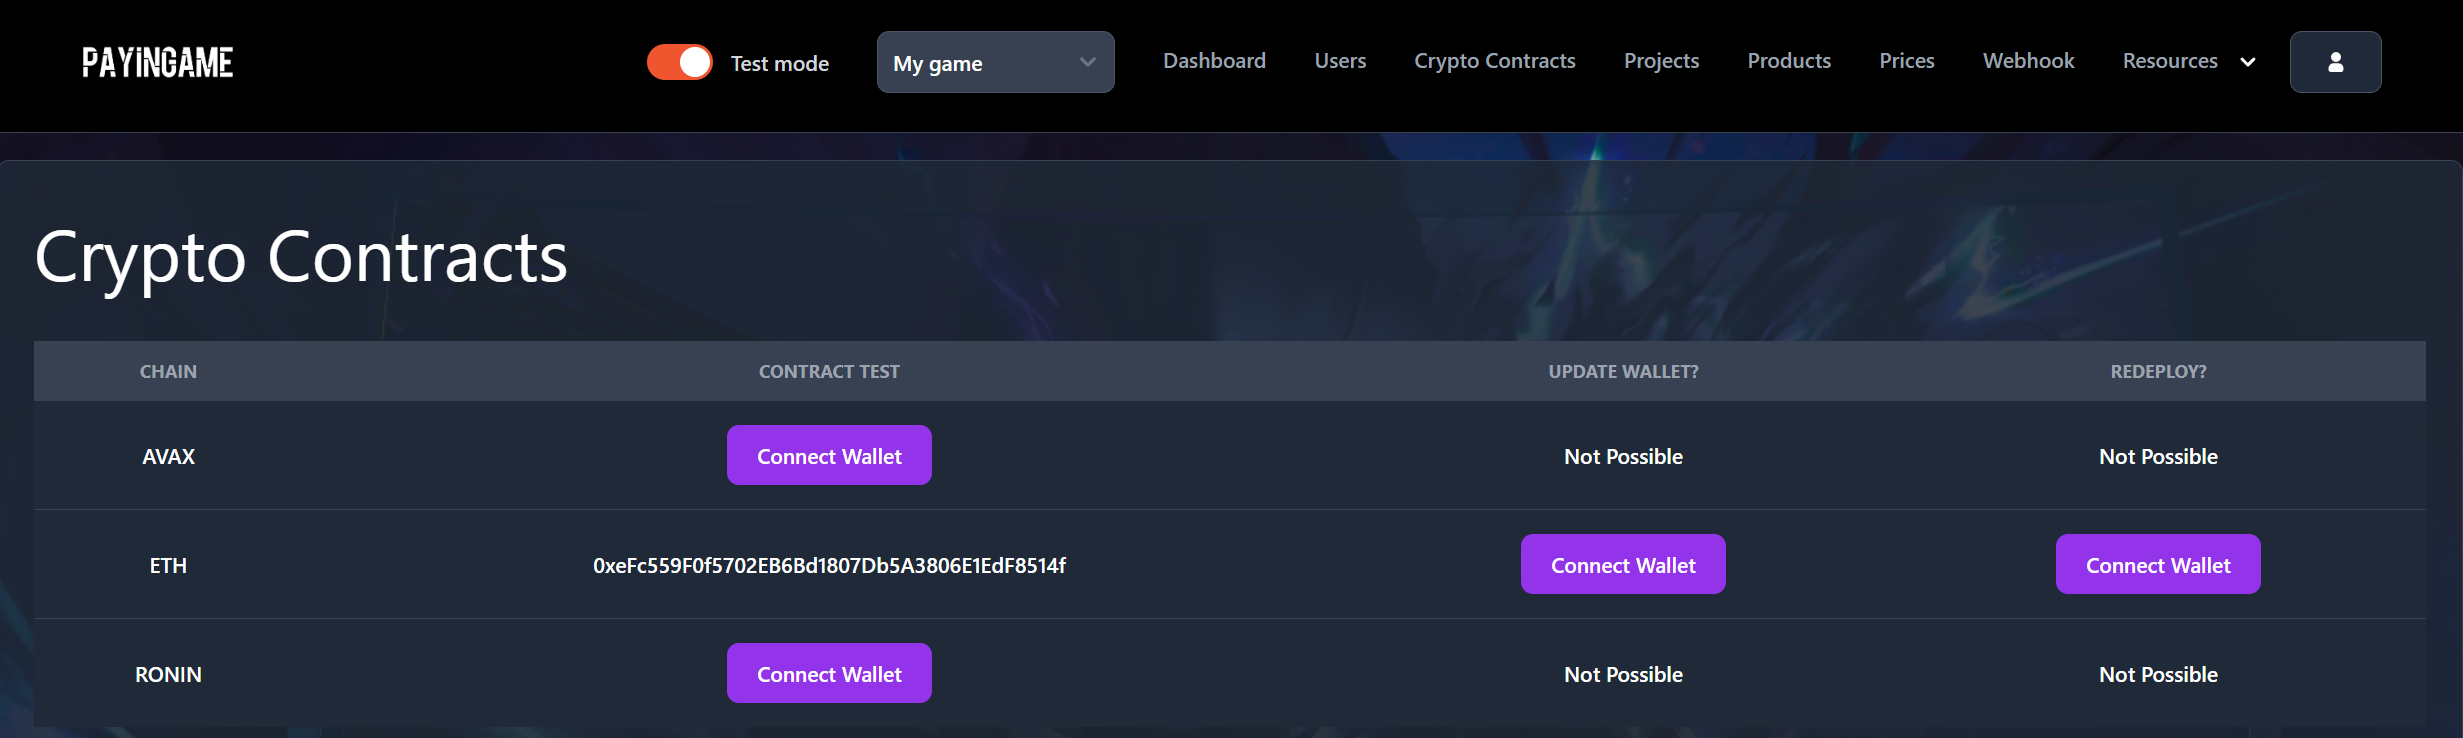 PAYiNGAME
Test mode
My game
Dashboard
Users
Crypto Contracts
Projects
Products
Prices
Webhook
Resources
Crypto Contracts
CHAIN CONTRACT TEST UPDATE WALLET? REDEPLOY?
AVAX Connect Wallet Not Possible Not Possible
ETH 0xeFc559F0f5702EB6Bd1807Db5A3806E1EdF8514f Connect Wallet Connect Wallet
RONIN Connect Wallet Not Possible Not Possible